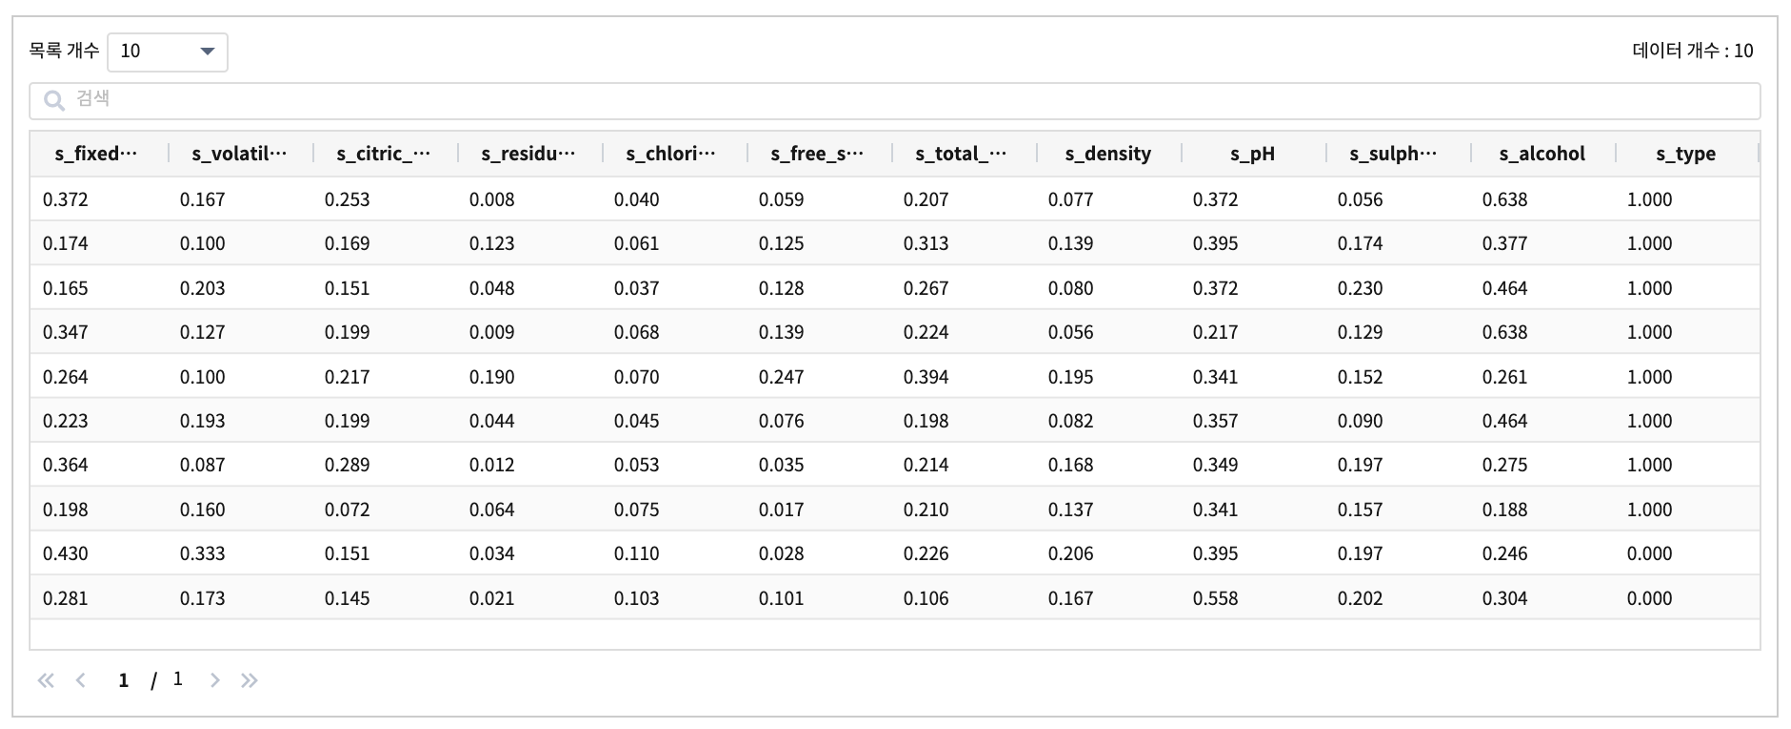 목록 개수 10 데이터 개수 : 10
검색
s_fixed··· s_volatil··· s_citric_··· s_residu··· s_chlori··· s_free_s··· s_total_··· s_density s_pH s_sulph··· s_alcohol s_type
0.372 0.167 0.253 0.008 0.040 0.059 0.207 0.077 0.372 0.056 0.638 1.000
0.174 0.100 0.169 0.123 0.061 0.125 0.313 0.139 0.395 0.174 0.377 1.000
0.165 0.203 0.151 0.048 0.037 0.128 0.267 0.080 0.372 0.230 0.464 1.000
0.347 0.127 0.199 0.009 0.068 0.139 0.224 0.056 0.217 0.129 0.638 1.000
0.264 0.100 0.217 0.190 0.070 0.247 0.394 0.195 0.341 0.152 0.261 1.000
0.223 0.193 0.199 0.044 0.045 0.076 0.198 0.082 0.357 0.090 0.464 1.000
0.364 0.087 0.289 0.012 0.053 0.035 0.214 0.168 0.349 0.197 0.275 1.000
0.198 0.160 0.072 0.064 0.075 0.017 0.210 0.137 0.341 0.157 0.188 1.000
0.430 0.333 0.151 0.034 0.110 0.028 0.226 0.206 0.395 0.197 0.246 0.000
0.281 0.173 0.145 0.021 0.103 0.101 0.106 0.167 0.558 0.202 0.304 0.000
1 / 1